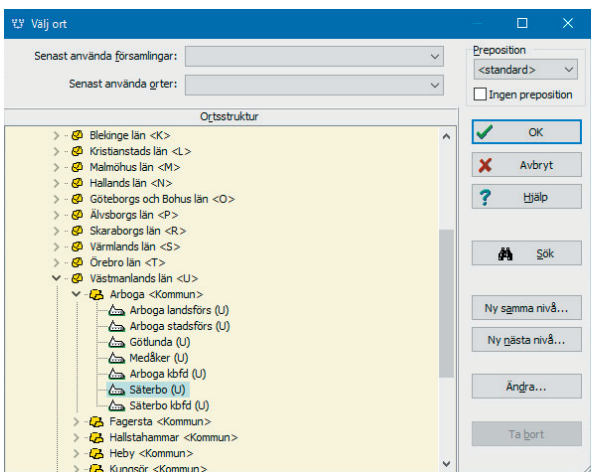 Välj ort
Senast använda församlingar:
Senast använda orter:
Preposition
<standard>
Ingen preposition
Ortsstruktur
Blekinge län <K>
Kristianstads län <L>
Malmöhus län <M>
Hallands län <N>
Göteborgs och Bohus län <O>
Älvsborgs län <P>
Skaraborgs län <R>
Värmlands län <S>
Örebro län <T>
Västmanlands län <U>
Arboga <Kommun>
Arboga landsförs (U)
Arboga stadsförs (U)
Götlunda (U)
Medåker (U)
Arboga kbfd (U)
Säterbo (U)
Säterbo kbfd (U)
Fagersta <Kommun>
Hallstahammar <Kommun>
Heby <Kommun>
Kungsör <Kommun>
OK
Avbryt
Hjälp
Sök
Ny samma nivå...
Ny nästa nivå...
Ändra...
Ta bort